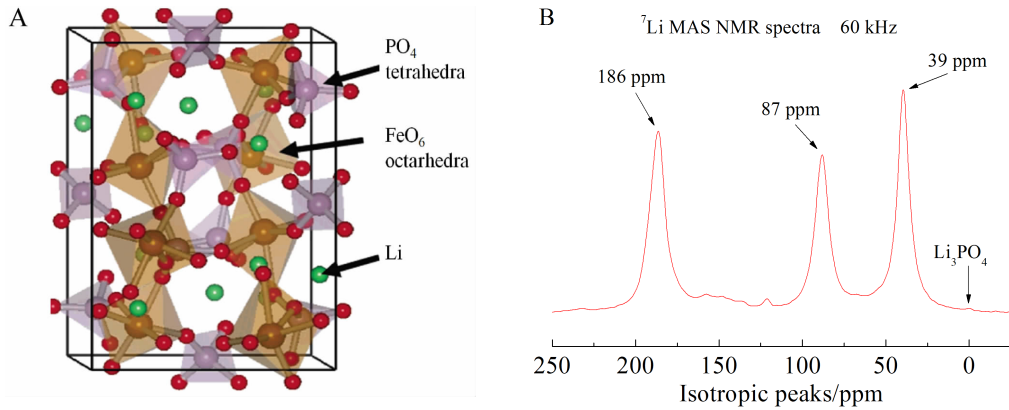 A
PO₄
tetrahedra
FeO₆
octarhedra
Li
B
⁷Li MAS NMR spectra 60 kHz
186 ppm
87 ppm
39 ppm
Li₃PO₄
250 200 150 100 50 0
Isotropic peaks/ppm